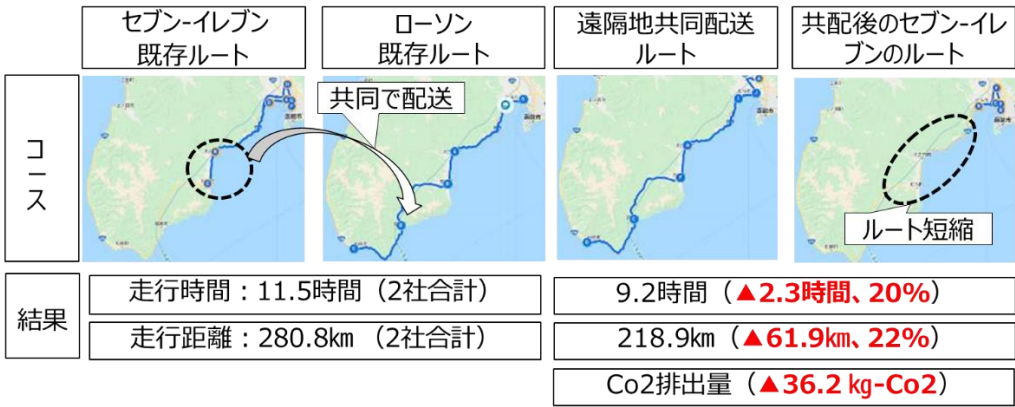 セブン-イレブン
既存ルート
ローソン
既存ルート
遠隔地共同配送
ルート
共配後のセブン-イレ
ブンのルート
コース
共同で配送
ルート短縮
結果
走行時間：11.5時間（2社合計）
9.2時間（▲2.3時間、20%）
走行距離：280.8㎞（2社合計）
218.9㎞（▲61.9㎞、22%）
Co2排出量（▲36.2 ㎏-Co2）